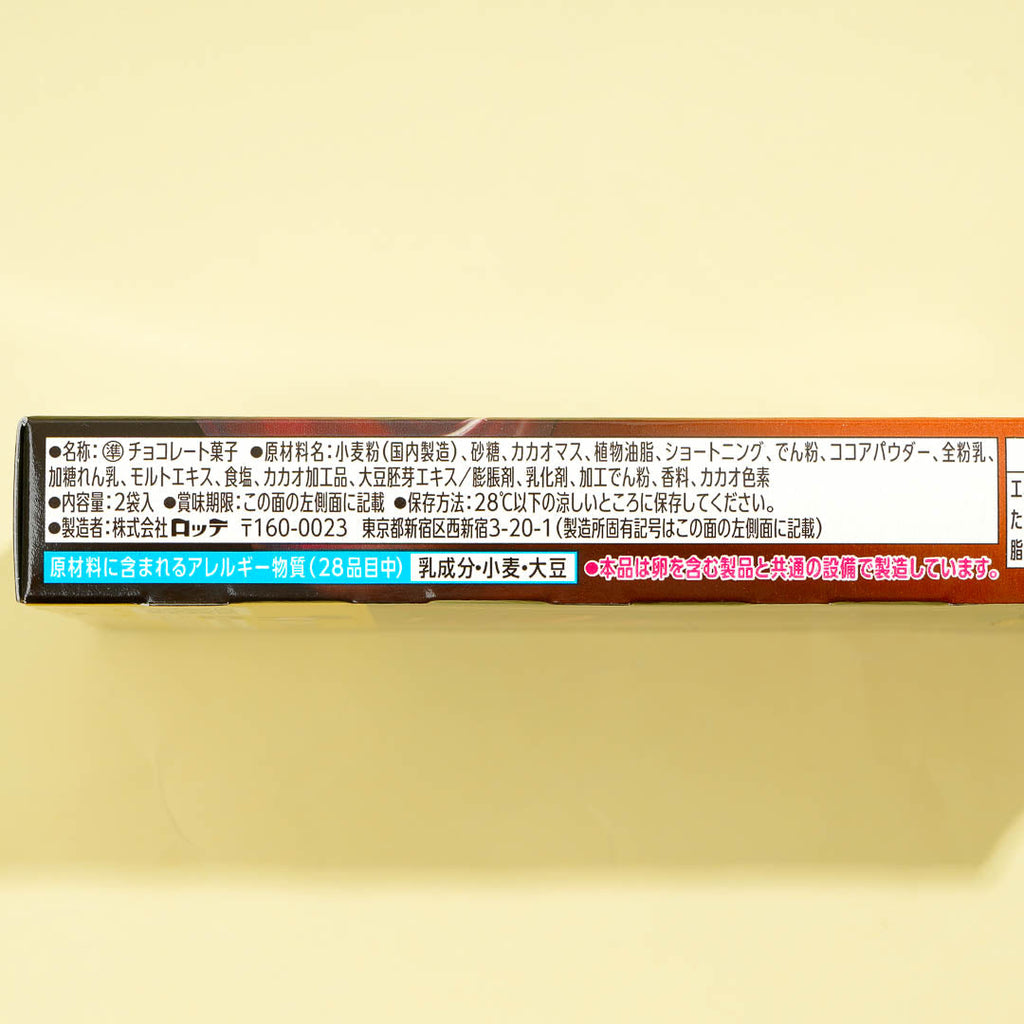 ●名称：㊜チョコレート菓子 ●原材料名：小麦粉（国内製造）、砂糖、カカオマス、植物油脂、ショートニング、でん粉、ココアパウダー、全粉乳、
加糖れん乳、モルトエキス、食塩、カカオ加工品、大豆胚芽エキス／膨脹剤、乳化剤、加工でん粉、香料、カカオ色素
●内容量：2袋入 ●賞味期限：この面の左側面に記載 ●保存方法：28℃以下の涼しいところに保存してください。
●製造者：株式会社ロッテ 〒160-0023 東京都新宿区西新宿3-20-1（製造所固有記号はこの面の左側面に記載）
原材料に含まれるアレルギー物質（28品目中） 乳成分・小麦・大豆 ●本品は卵を含む製品と共通の設備で製造しています。
エ
た
脂